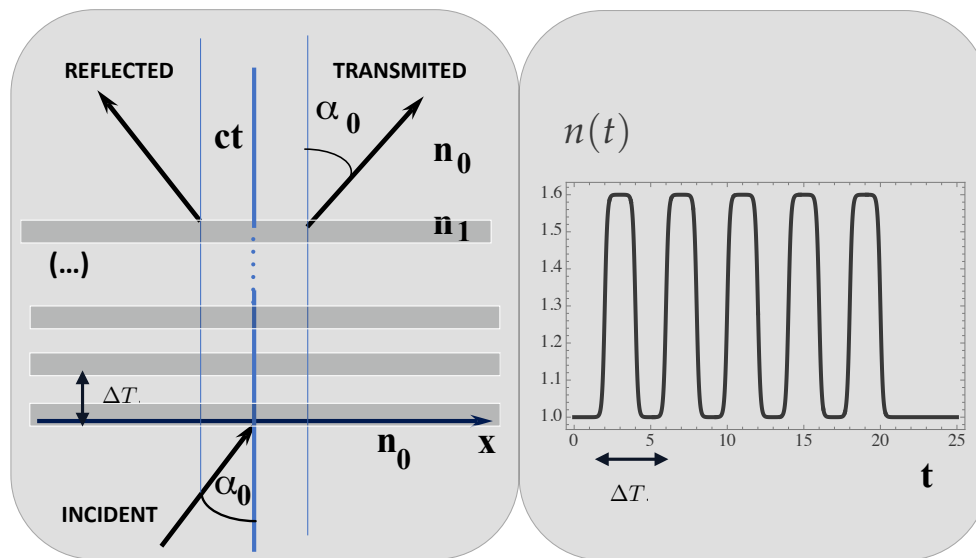 REFLECTED
TRANSMITED
ct
α0
n0
n1
(...)
ΔT.
n0
x
α0
INCIDENT
n(t)
1.6
1.5
1.4
1.3
1.2
1.1
1.0
0 5 10 15 20 25
t
ΔT.